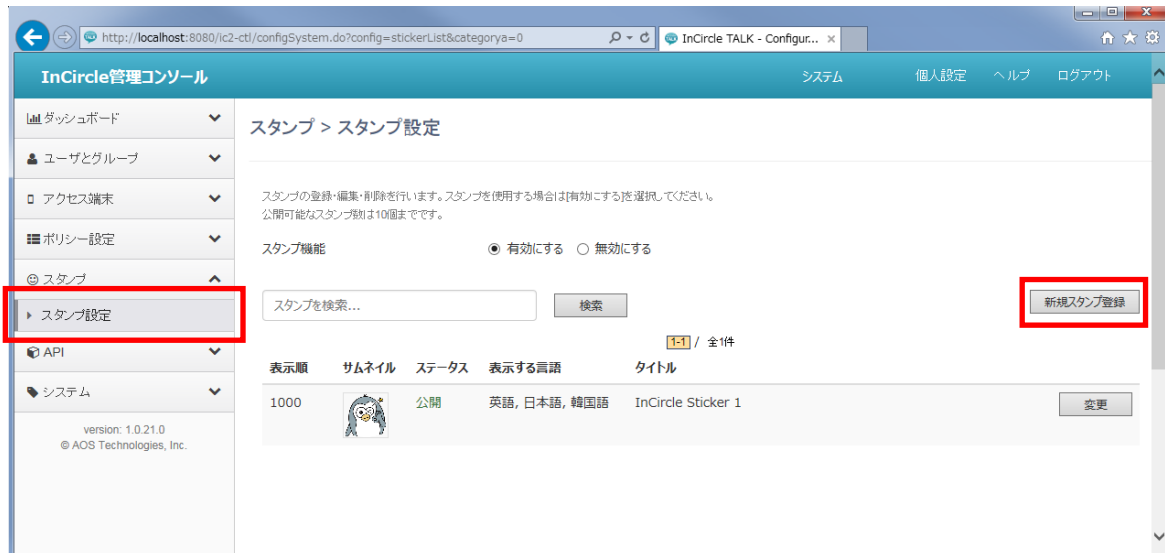 http://localhost:8080/ic2-ctl/configSystem.do?config=stickerList&categorya=0
InCircle TALK - Configur...
InCircle管理コンソール
システム
個人設定
ヘルプ
ログアウト
ダッシュボード
ユーザとグループ
アクセス端末
ポリシー設定
スタンプ
スタンプ設定
API
システム
version: 1.0.21.0
© AOS Technologies, Inc.
スタンプ > スタンプ設定
スタンプの登録・編集・削除を行います。スタンプを使用する場合は[有効にする]を選択してください。
公開可能なスタンプ数は10個までです。
スタンプ機能
有効にする
無効にする
スタンプを検索...
検索
新規スタンプ登録
1-1 / 全1件
表示順 サムネイル ステータス 表示する言語 タイトル
1000 公開 英語, 日本語, 韓国語 InCircle Sticker 1
変更